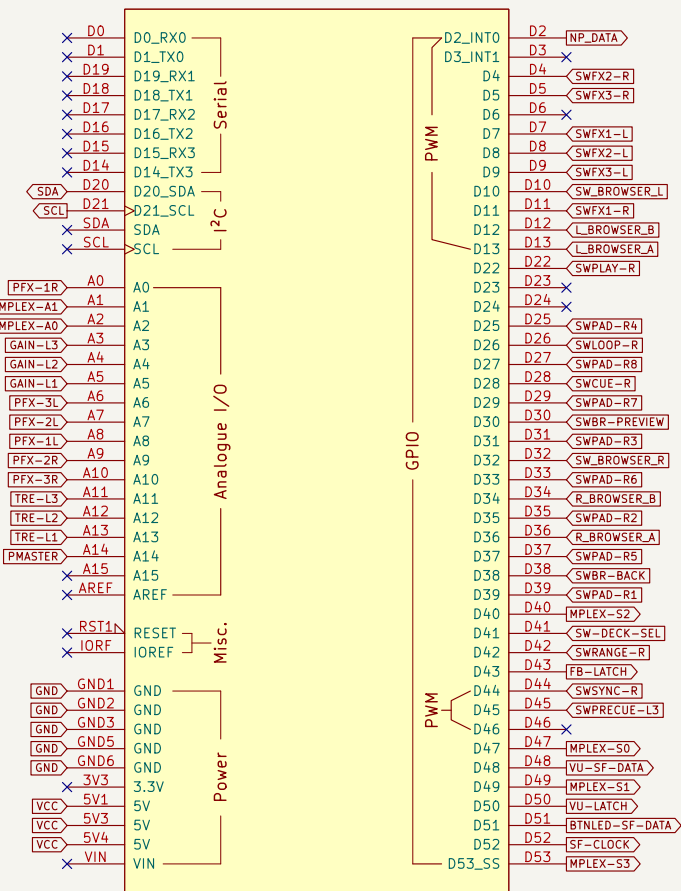 D0 D0_RX0 D2_INT0 D2 NP_DATA
D1 D1_TX0 D3_INT1 D3
D19 D19_RX1 D4 D4 SWFX2-R
D18 D18_TX1 D5 D5 SWFX3-R
D17 D17_RX2 D6 D6
D16 D16_TX2 D7 D7 SWFX1-L
D15 D15_RX3 D8 D8 SWFX2-L
D14 D14_TX3 D9 D9 SWFX3-L
Serial
PWM
SDA D20 D20_SDA D10 D10 SW_BROWSER_L
SCL D21 D21_SCL D11 D11 SWFX1-R
SDA SDA D12 D12 L_BROWSER_B
SCL SCL D13 D13 L_BROWSER_A
I²C
D22 D22 SWPLAY-R
PFX-1R A0 A0 D23 D23
MPLEX-A1 A1 A1 D24 D24
MPLEX-A0 A2 A2 D25 D25 SWPAD-R4
GAIN-L3 A3 A3 D26 D26 SWLOOP-R
GAIN-L2 A4 A4 D27 D27 SWPAD-R8
GAIN-L1 A5 A5 D28 D28 SWCUE-R
PFX-3L A6 A6 D29 D29 SWPAD-R7
PFX-2L A7 A7 D30 D30 SWBR-PREVIEW
PFX-1L A8 A8 D31 D31 SWPAD-R3
PFX-2R A9 A9 D32 D32 SW_BROWSER_R
PFX-3R A10 A10 D33 D33 SWPAD-R6
TRE-L3 A11 A11 D34 D34 R_BROWSER_B
TRE-L2 A12 A12 D35 D35 SWPAD-R2
TRE-L1 A13 A13 D36 D36 R_BROWSER_A
PMASTER A14 A14 D37 D37 SWPAD-R5
A15 A15 D38 D38 SWBR-BACK
AREF AREF D39 D39 SWPAD-R1
Analogue I/O
GPIO
D40 D40 MPLEX-S2
RST1 RESET D41 D41 SW-DECK-SEL
IORF IOREF D42 D42 SWRANGE-R
Misc.
D43 D43 FB-LATCH
GND GND1 GND D44 D44 SWSYNC-R
GND GND2 GND D45 D45 SWPRECUE-L3
GND GND3 GND D46 D46
PWM
GND GND5 GND D47 D47 MPLEX-S0
GND GND6 GND D48 D48 VU-SF-DATA
3V3 3.3V D49 D49 MPLEX-S1
VCC 5V1 5V D50 D50 VU-LATCH
VCC 5V3 5V D51 D51 BTNLED-SF-DATA
VCC 5V4 5V D52 D52 SF-CLOCK
VIN VIN D53_SS D53 MPLEX-S3
Power